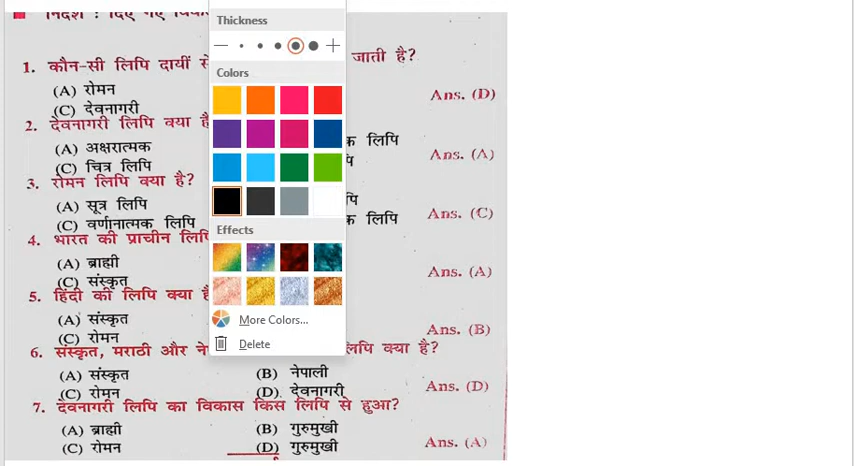 Thickness
1. कौन-सी लिपि दायीं जाती है?
Colors
(A) रोमन
Ans. (D)
(C) देवनागरी
2. देवनागरी लिपि क्या
(A) अक्षरात्मक
क लिपि
(C) चित्र लिपि
Ans. (A)
3. रोमन लिपि क्या है?
(A) सूत्र लिपि
पि
(C) वर्णनात्मक लिपि
क लिपि
Ans. (C)
Effects
4. भारत की प्राचीन
(A) ब्राह्मी
Ans. (A)
(C) संस्कृत
5. हिंदी की लिपि क्या
(A) संस्कृत
More Colors...
Ans. (B)
(C) रोमन
Delete
6. संस्कृत, मराठी और लिपि क्या है?
(A) संस्कृत
(B) नेपाली
(C) रोमन
(D) देवनागरी
Ans. (D)
7. देवनागरी लिपि का विकास किस लिपि से हुआ?
(A) ब्राह्मी
(B) गुरुमुखी
(C) रोमन
(D) गुरुमुखी
Ans. (A)